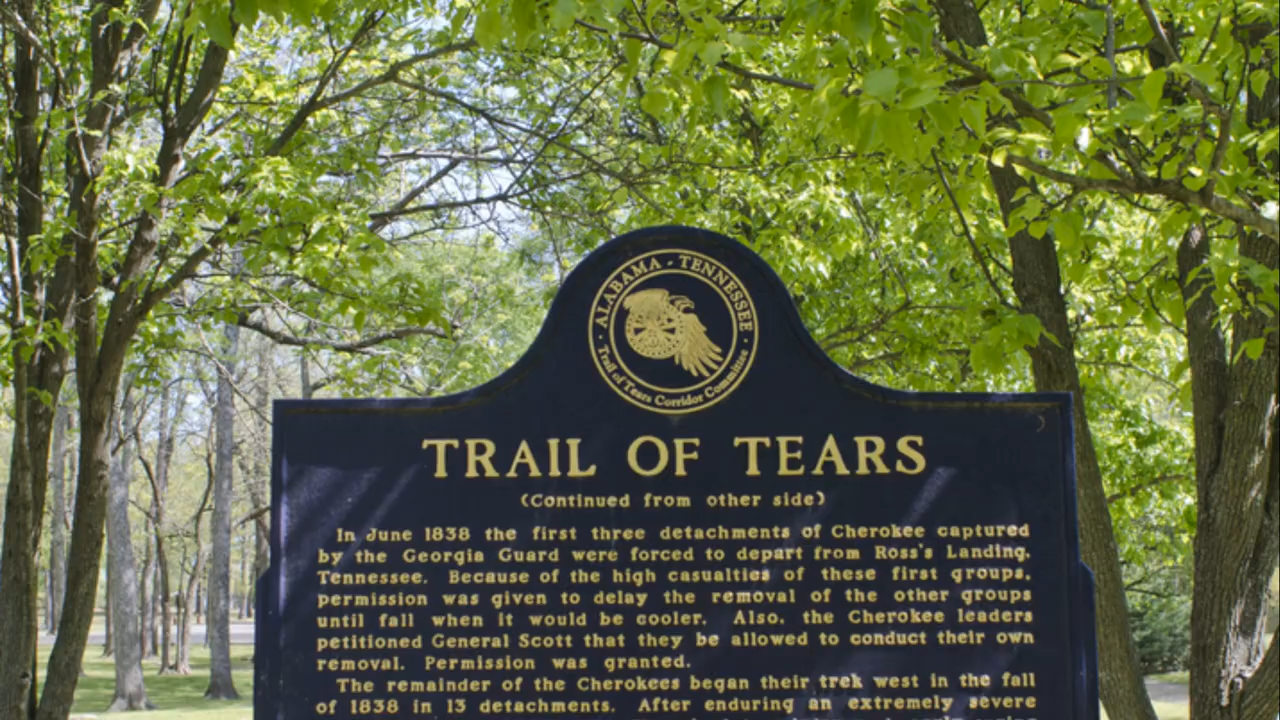 ALABAMA - TENNESSEE
Trail of Tears Corridor Committee
TRAIL OF TEARS
(Continued from other side)
In June 1838 the first three detachments of Cherokee captured
by the Georgia Guard were forced to depart from Ross's Landing,
Tennessee. Because of the high casualties of these first groups,
permission was given to delay the removal of the other groups
until fall when it would be cooler. Also, the Cherokee leaders
petitioned General Scott that they be allowed to conduct their own
removal. Permission was granted.
The remainder of the Cherokees began their trek west in the fall
of 1838 in 13 detachments. After enduring an extremely severe